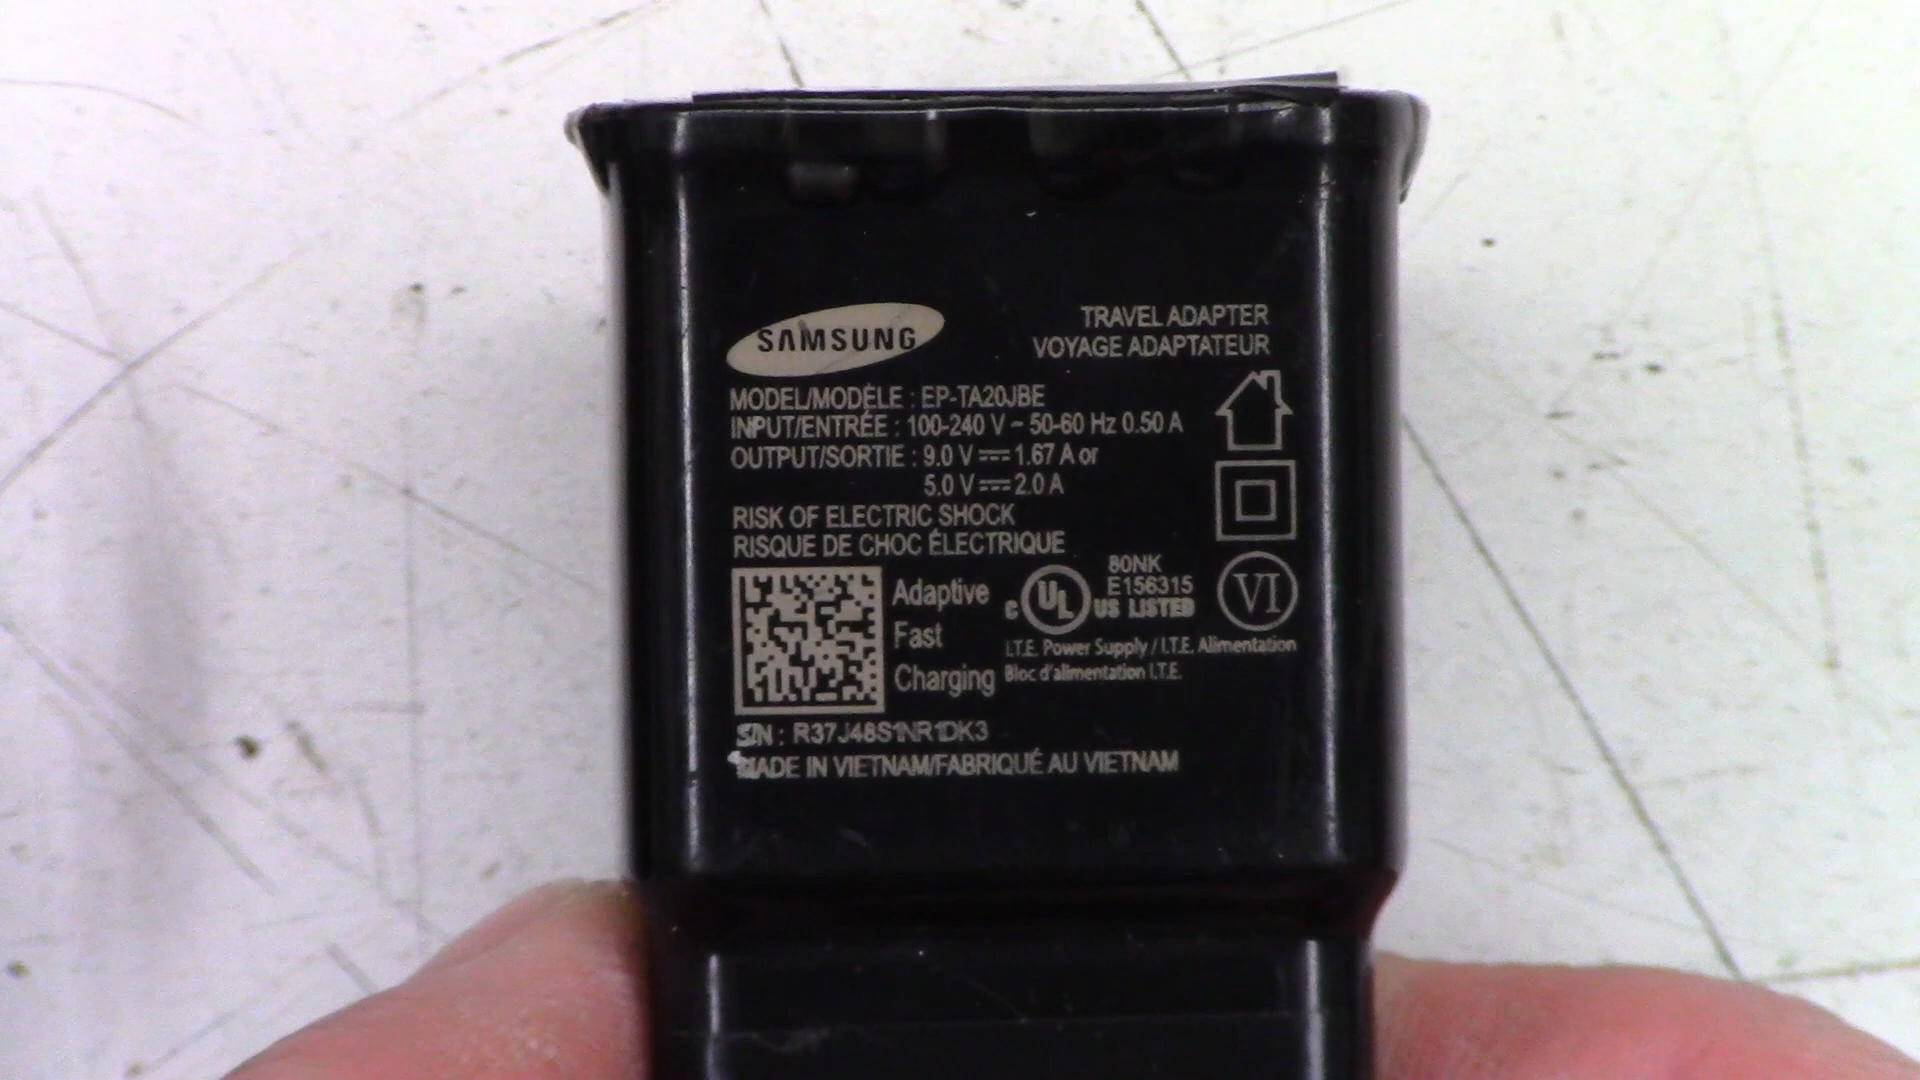 SAMSUNG
TRAVEL ADAPTER
VOYAGE ADAPTATEUR
MODEL/MODÈLE : EP-TA20JBE
INPUT/ENTRÉE : 100-240 V ~ 50-60 Hz 0.50 A
OUTPUT/SORTIE : 9.0 V ⎓ 1.67 A or
5.0 V ⎓ 2.0 A
RISK OF ELECTRIC SHOCK
RISQUE DE CHOC ÉLECTRIQUE
Adaptive
Fast
Charging
c UL US LISTED
80NK
E156315
VI
I.T.E. Power Supply / I.T.E. Alimentation
Bloc d'alimentation I.T.E.
S/N : R37J48S1NR1DK3
MADE IN VIETNAM/FABRIQUÉ AU VIETNAM